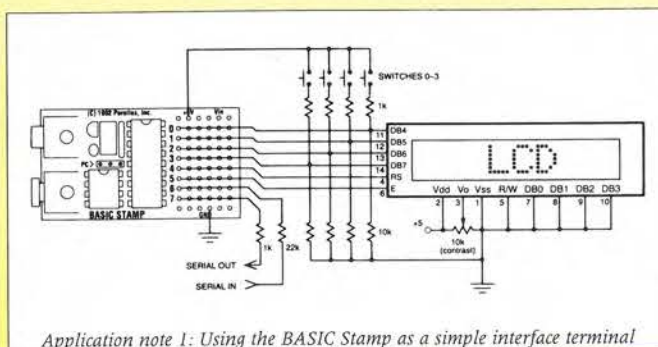 SWITCHES 0~3
(C) 1992 Parallax, Inc.
+5V
Vin
1k
0
1
2
3
4
5
6
7
PC>
BASIC STAMP
GND
DB4
11
DB5
12
DB6
13
DB7
14
RS
4
E
6
LCD
Vdd Vo Vss R/W DB0 DB1 DB2 DB3
2 3 1 5 7 8 9 10
+5
10k
(contrast)
10k
1k
22k
SERIAL OUT
SERIAL IN
Application note 1: Using the BASIC Stamp as a simple interface terminal